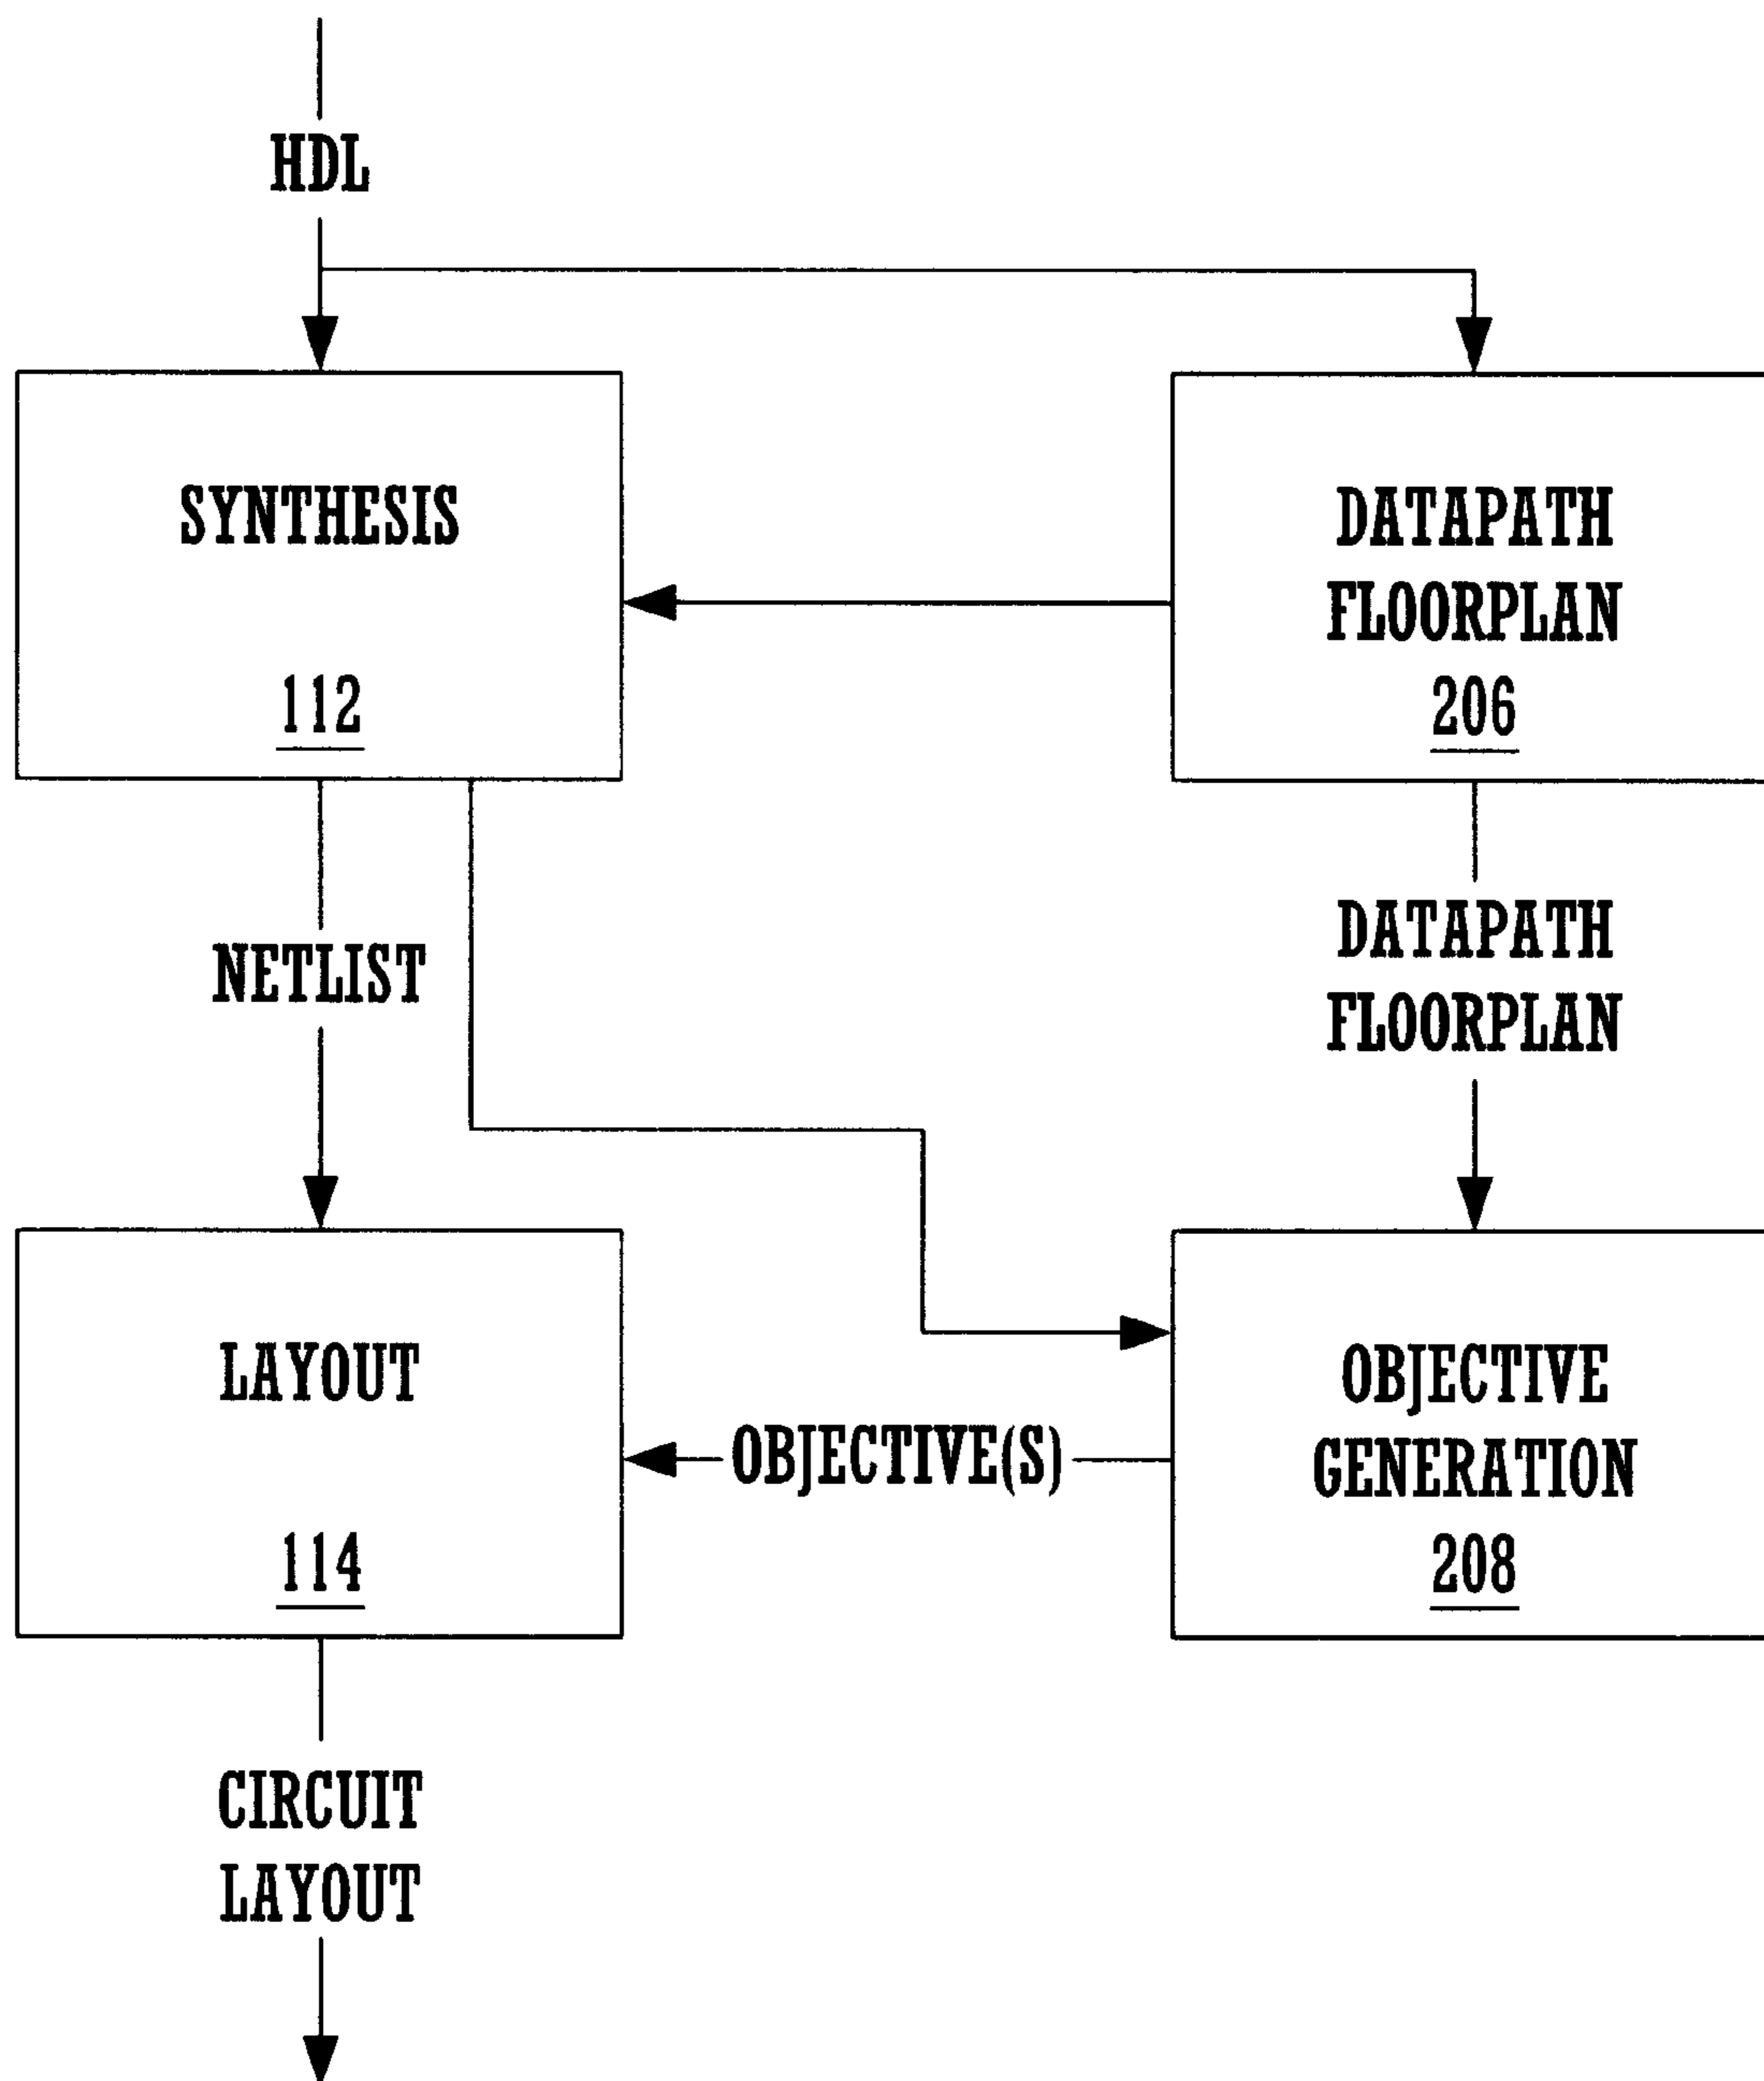 HDL
SYNTHESIS
112
DATAPATH
FLOORPLAN
206
NETLIST
DATAPATH
FLOORPLAN
LAYOUT
114
OBJECTIVE(S)
OBJECTIVE
GENERATION
208
CIRCUIT
LAYOUT